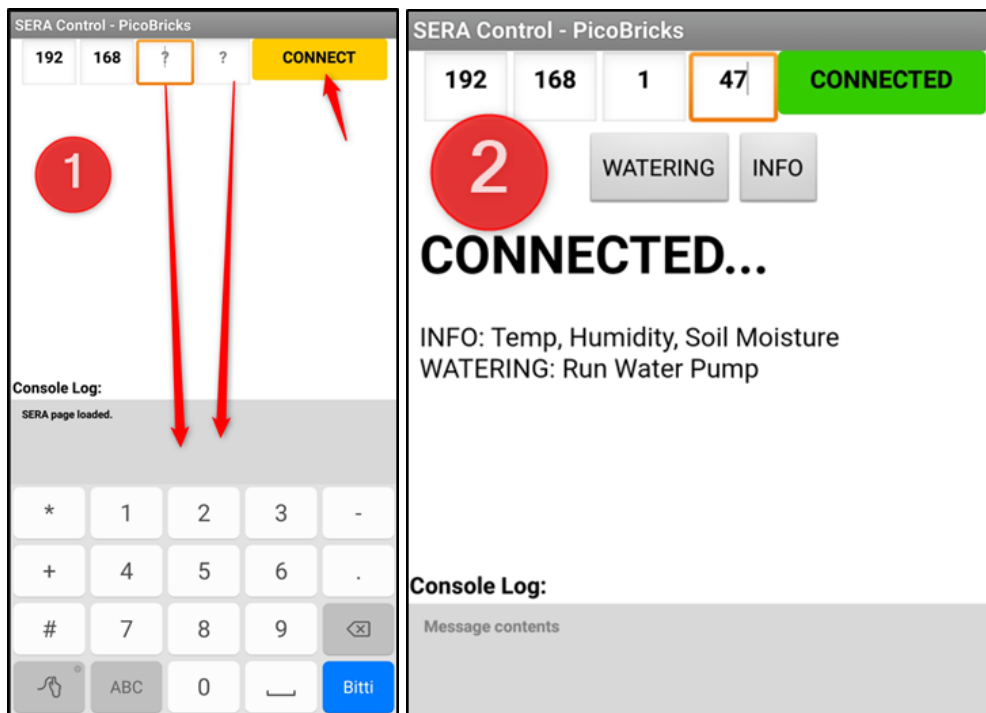 SERA Control - PicoBricks
192 168 ? ? CONNECT
1
Console Log:
SERA page loaded.
* 1 2 3 -
+ 4 5 6 .
# 7 8 9
ABC 0 Bitti
SERA Control - PicoBricks
192 168 1 47 CONNECTED
2
WATERING INFO
CONNECTED...
INFO: Temp, Humidity, Soil Moisture
WATERING: Run Water Pump
Console Log:
Message contents